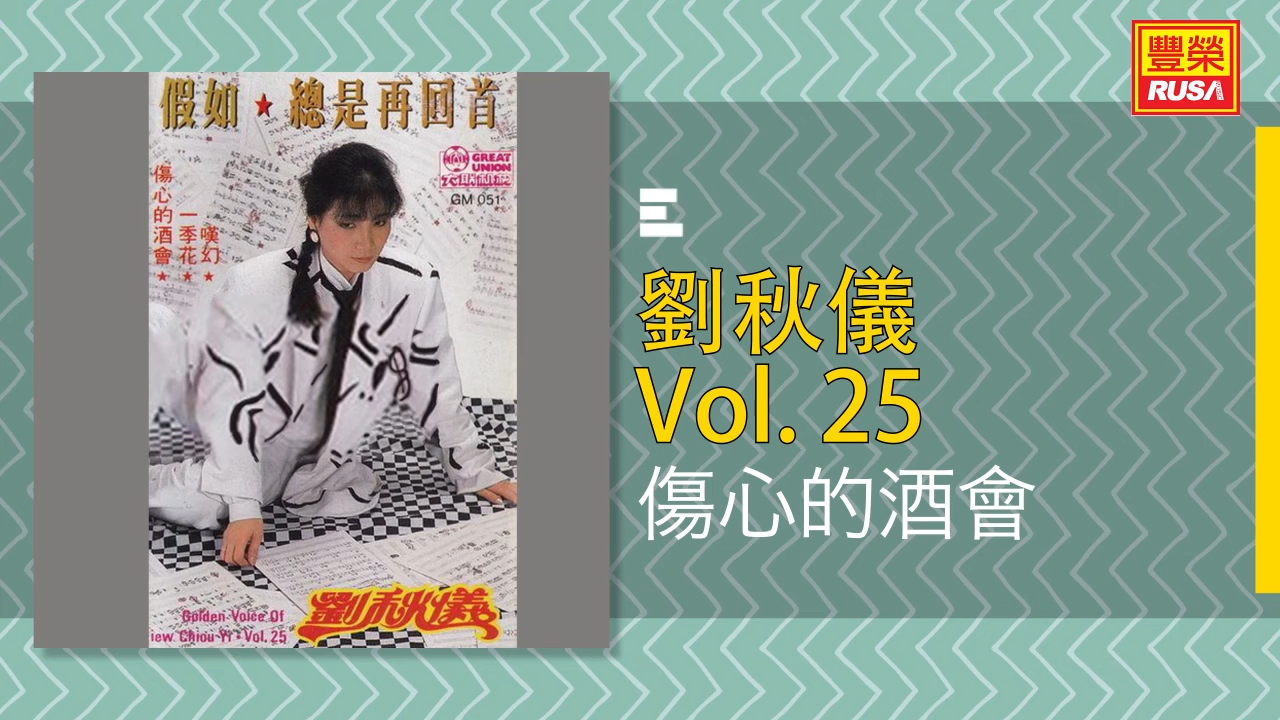 豐榮
RUSA
假如★總是再回首
GREAT
UNION
GM 051
傷心的酒會★
一季花★
嘆幻★
劉秋儀
Golden Voice Of
iew Chiou Yi • Vol. 25
劉秋儀
Vol. 25
傷心的酒會